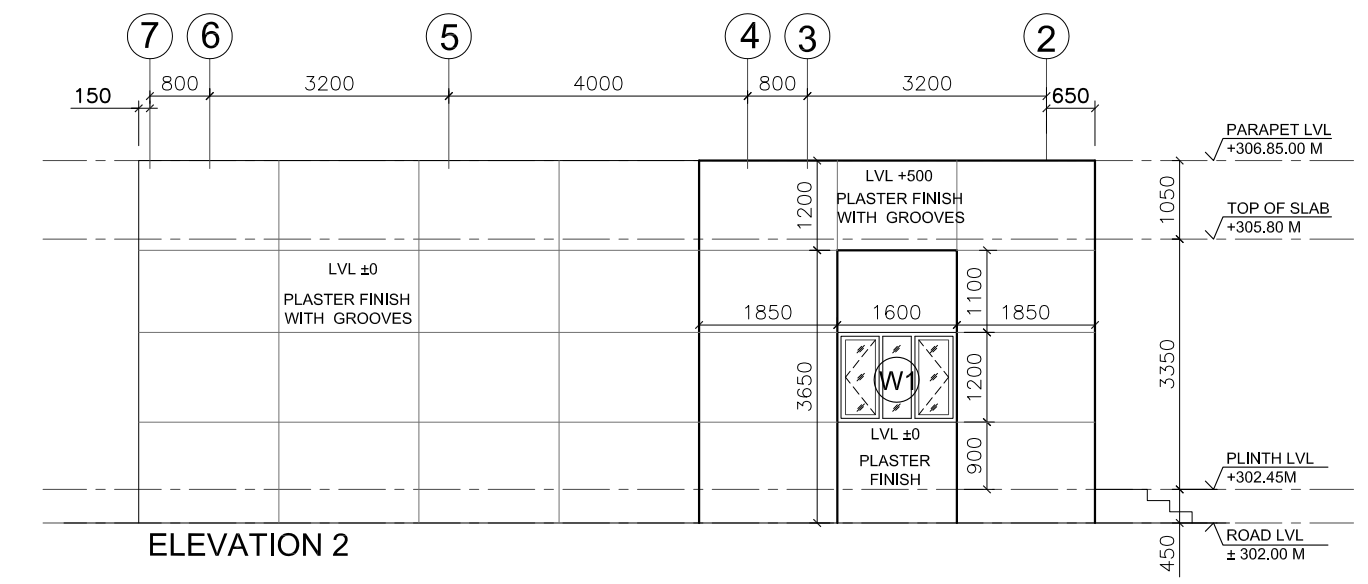 7 6 5 4 3 2
800 3200 4000 800 3200
150 650
PARAPET LVL
+306.85.00 M
LVL +500
PLASTER FINISH
WITH GROOVES
1200
1050
TOP OF SLAB
+305.80 M
LVL ±0
PLASTER FINISH
WITH GROOVES
1100
1850 1600 1850
3650
W1
1200
3350
LVL ±0
PLASTER
FINISH
900
PLINTH LVL
+302.45M
ELEVATION 2
450
ROAD LVL
± 302.00 M